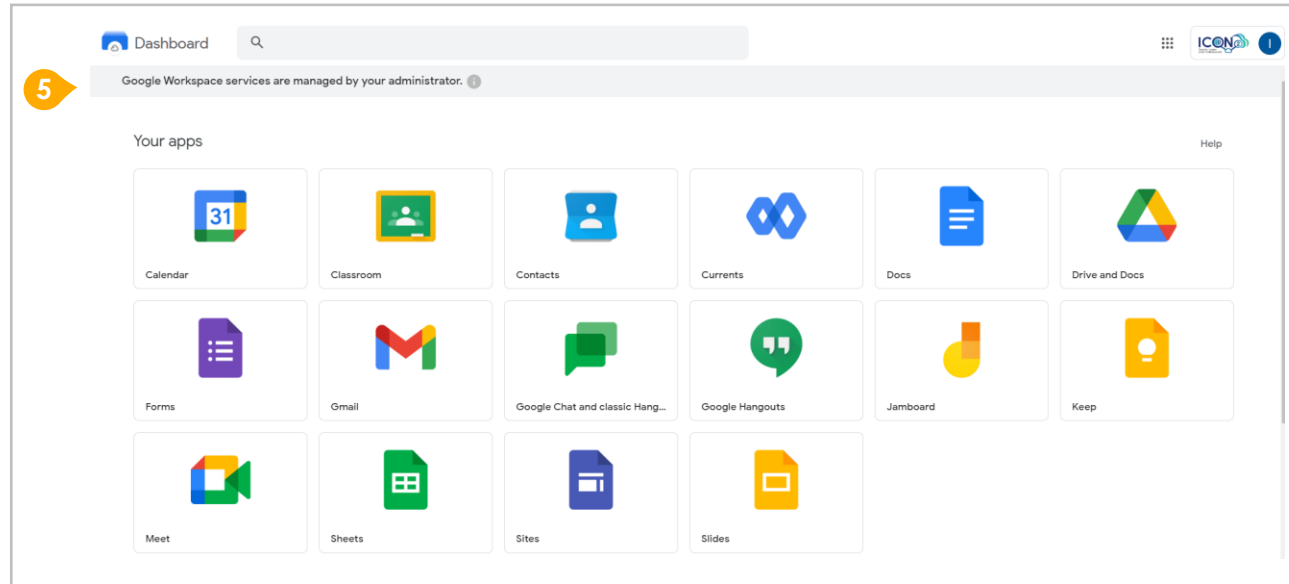 Dashboard
ICON
I
5
Google Workspace services are managed by your administrator.
Your apps
Help
31
Calendar
Classroom
Contacts
Currents
Docs
Drive and Docs
Forms
Gmail
Google Chat and classic Hang...
Google Hangouts
Jamboard
Keep
Meet
Sheets
Sites
Slides